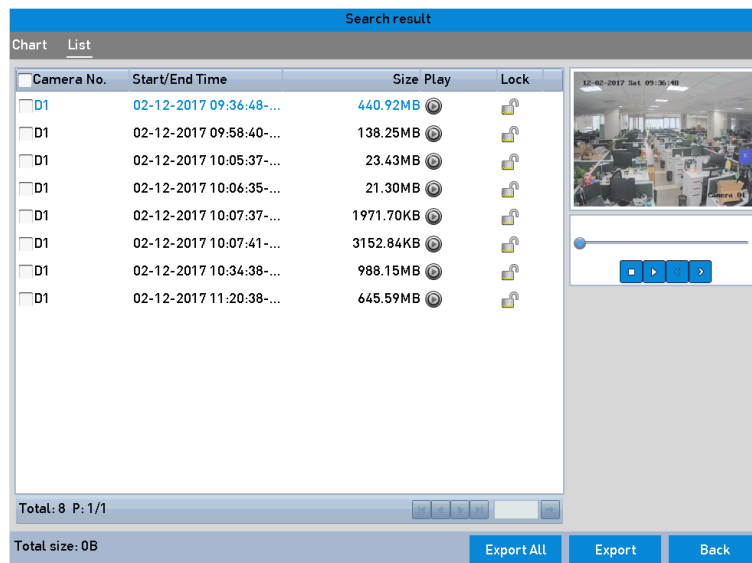 Search result
Chart List
Camera No. Start/End Time Size Play Lock
D1 02-12-2017 09:36:48-... 440.92MB
D1 02-12-2017 09:58:40-... 138.25MB
D1 02-12-2017 10:05:37-... 23.43MB
D1 02-12-2017 10:06:35-... 21.30MB
D1 02-12-2017 10:07:37-... 1971.70KB
D1 02-12-2017 10:07:41-... 3152.84KB
D1 02-12-2017 10:34:38-... 988.15MB
D1 02-12-2017 11:20:38-... 645.59MB
12-02-2017 Sat 09:36:48
Camera 01
Total: 8 P: 1/1
Total size: 0B
Export All Export Back